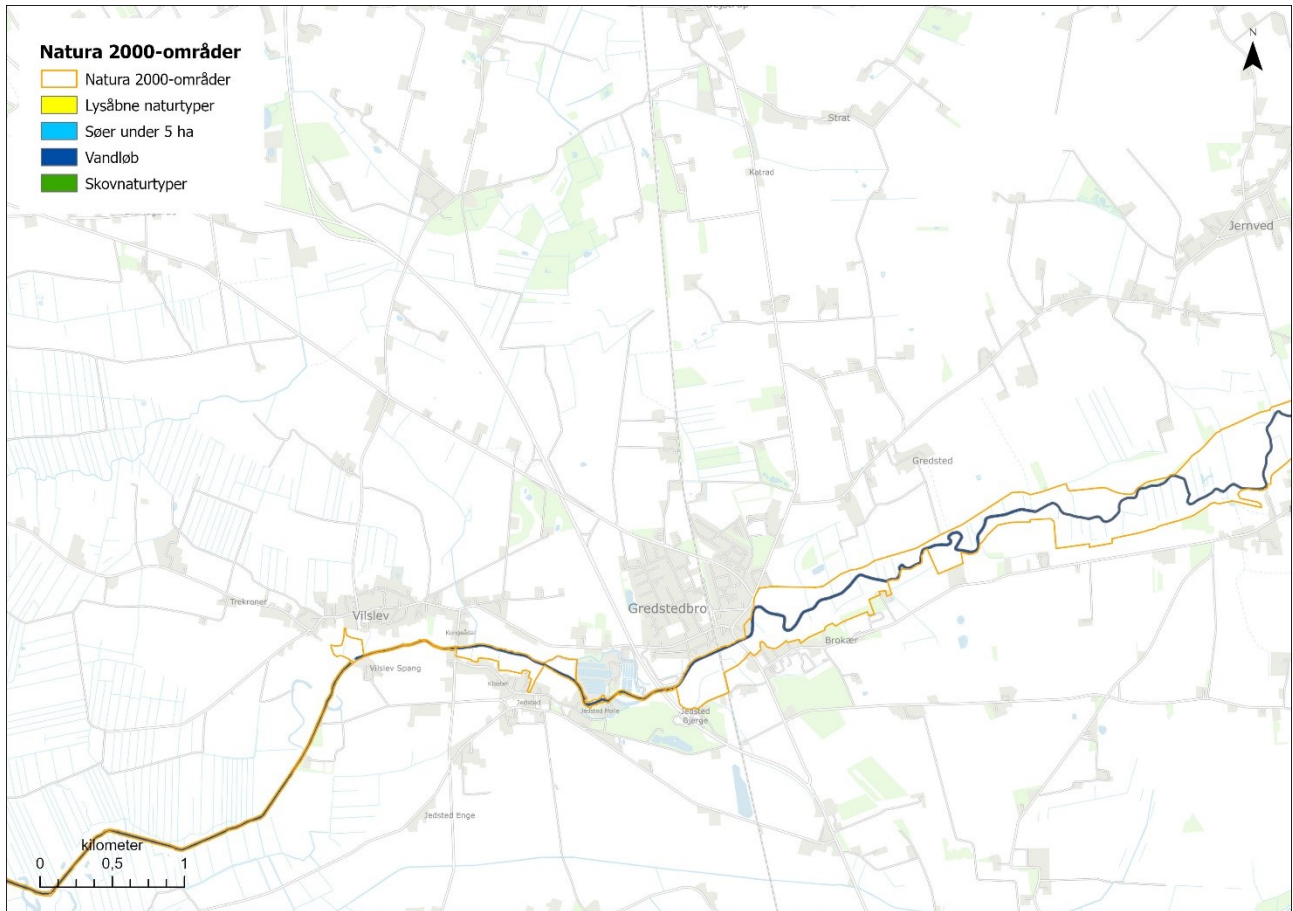 Natura 2000-områder
Natura 2000-områder
Lysåbne naturtyper
Søer under 5 ha
Vandløb
Skovnaturtyper
N
Strat
Katrad
Jernved
Gredsted
Trekroner
Vilslev
Gredstedbro
Kongeådal
Brokær
Vilslev Spang
Jedsted
Jedsted Mølle
Jedsted
Bjerge
Jedsted Enge
kilometer
0 0,5 1